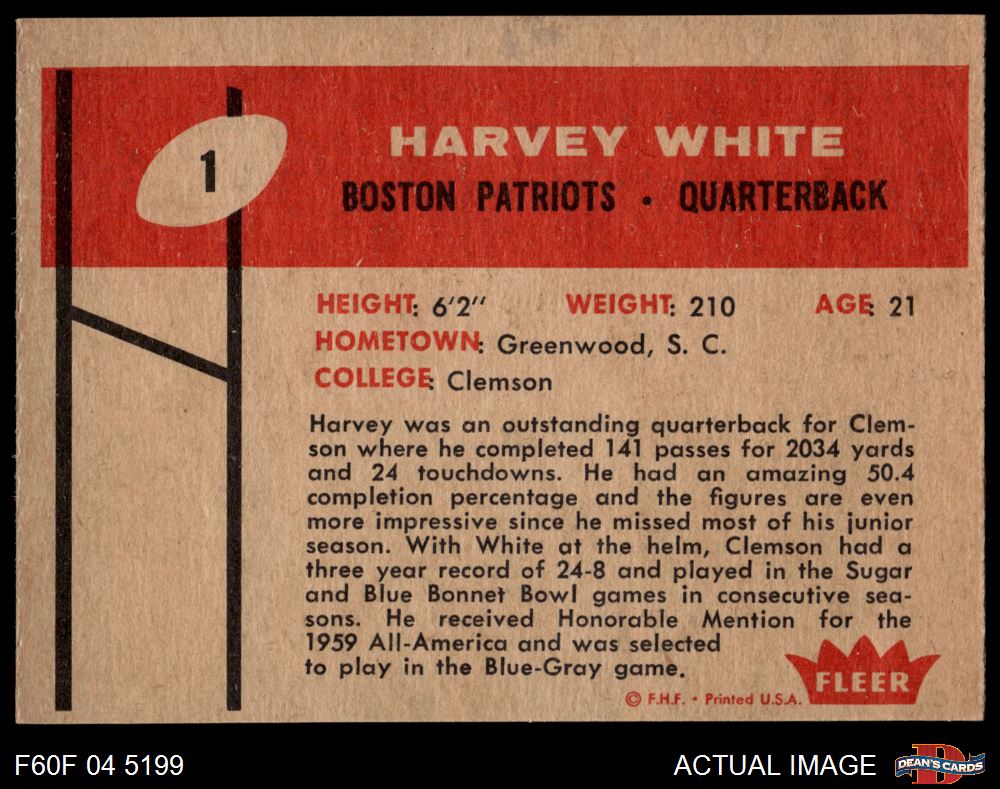 1
HARVEY WHITE
BOSTON PATRIOTS • QUARTERBACK
HEIGHT: 6'2" WEIGHT: 210 AGE: 21
HOMETOWN: Greenwood, S. C.
COLLEGE: Clemson
Harvey was an outstanding quarterback for Clem-
son where he completed 141 passes for 2034 yards
and 24 touchdowns. He had an amazing 50.4
completion percentage and the figures are even
more impressive since he missed most of his junior
season. With White at the helm, Clemson had a
three year record of 24-8 and played in the Sugar
and Blue Bonnet Bowl games in consecutive sea-
sons. He received Honorable Mention for the
1959 All-America and was selected
to play in the Blue-Gray game.
FLEER
© F.H.F. • Printed U.S.A.
F60F 04 5199
ACTUAL IMAGE
D
DEAN'S CARDS